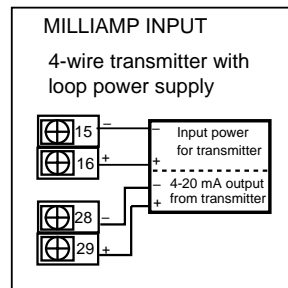 MILLIAMP INPUT
4-wire transmitter with
loop power supply
15 – –
Input power
for transmitter
16 + +
28 – –
4-20 mA output
from transmitter
29 + +